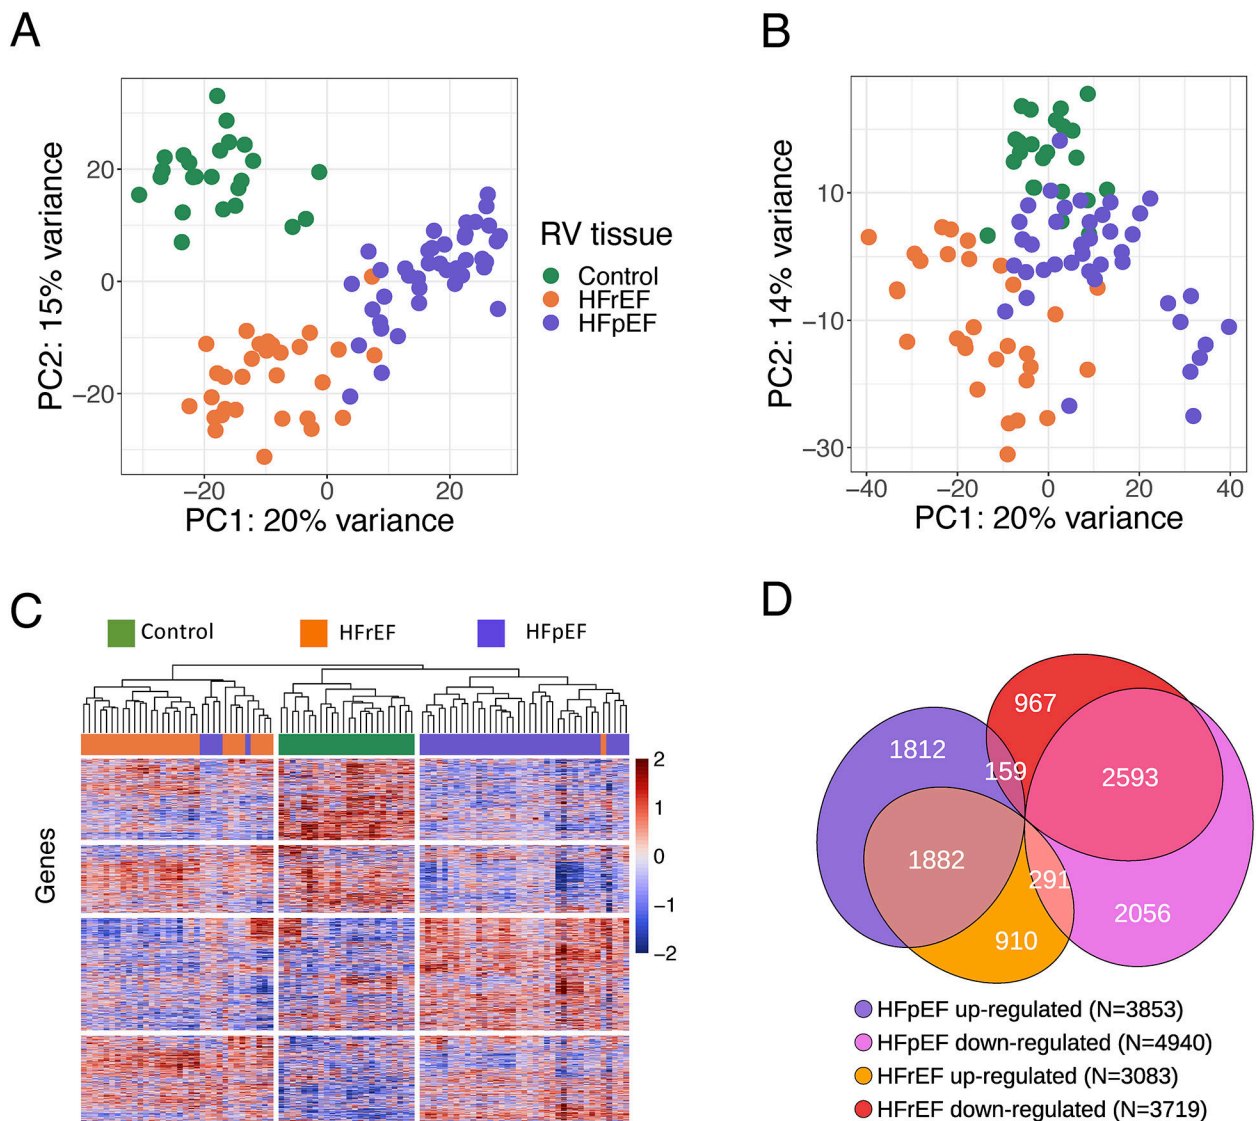 A
PC2: 15% variance
20
0
−20
−20
0
20
PC1: 20% variance
RV tissue
Control
HFrEF
HFpEF
B
PC2: 14% variance
10
−10
−30
−40
−20
0
20
40
PC1: 20% variance
C
Control
HFrEF
HFpEF
Genes
2
1
0
−1
−2
D
967
1812
159
2593
1882
291
2056
910
HFpEF up-regulated (N=3853)
HFpEF down-regulated (N=4940)
HFrEF up-regulated (N=3083)
HFrEF down-regulated (N=3719)